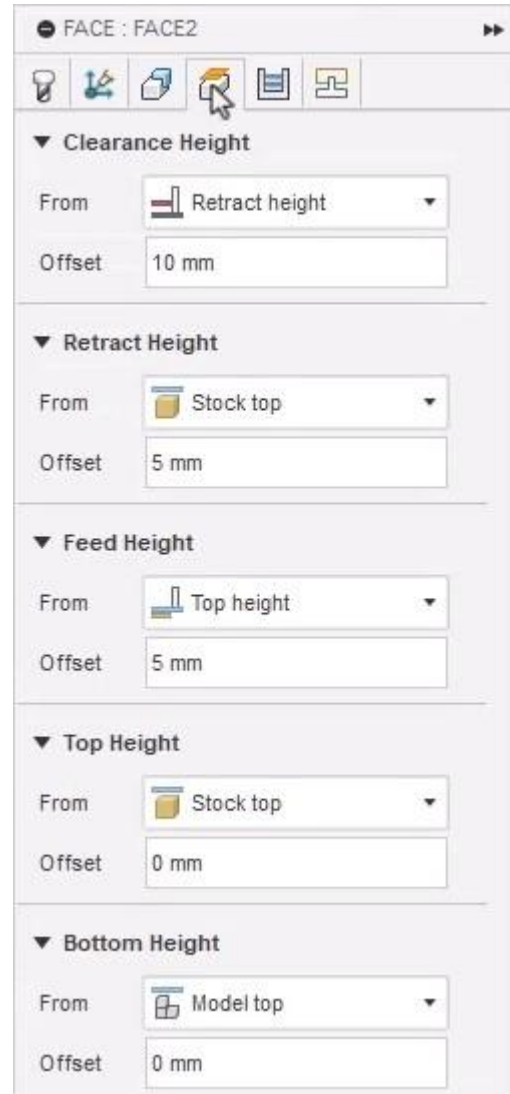 FACE : FACE2
Clearance Height
From Retract height
Offset 10 mm
Retract Height
From Stock top
Offset 5 mm
Feed Height
From Top height
Offset 5 mm
Top Height
From Stock top
Offset 0 mm
Bottom Height
From Model top
Offset 0 mm